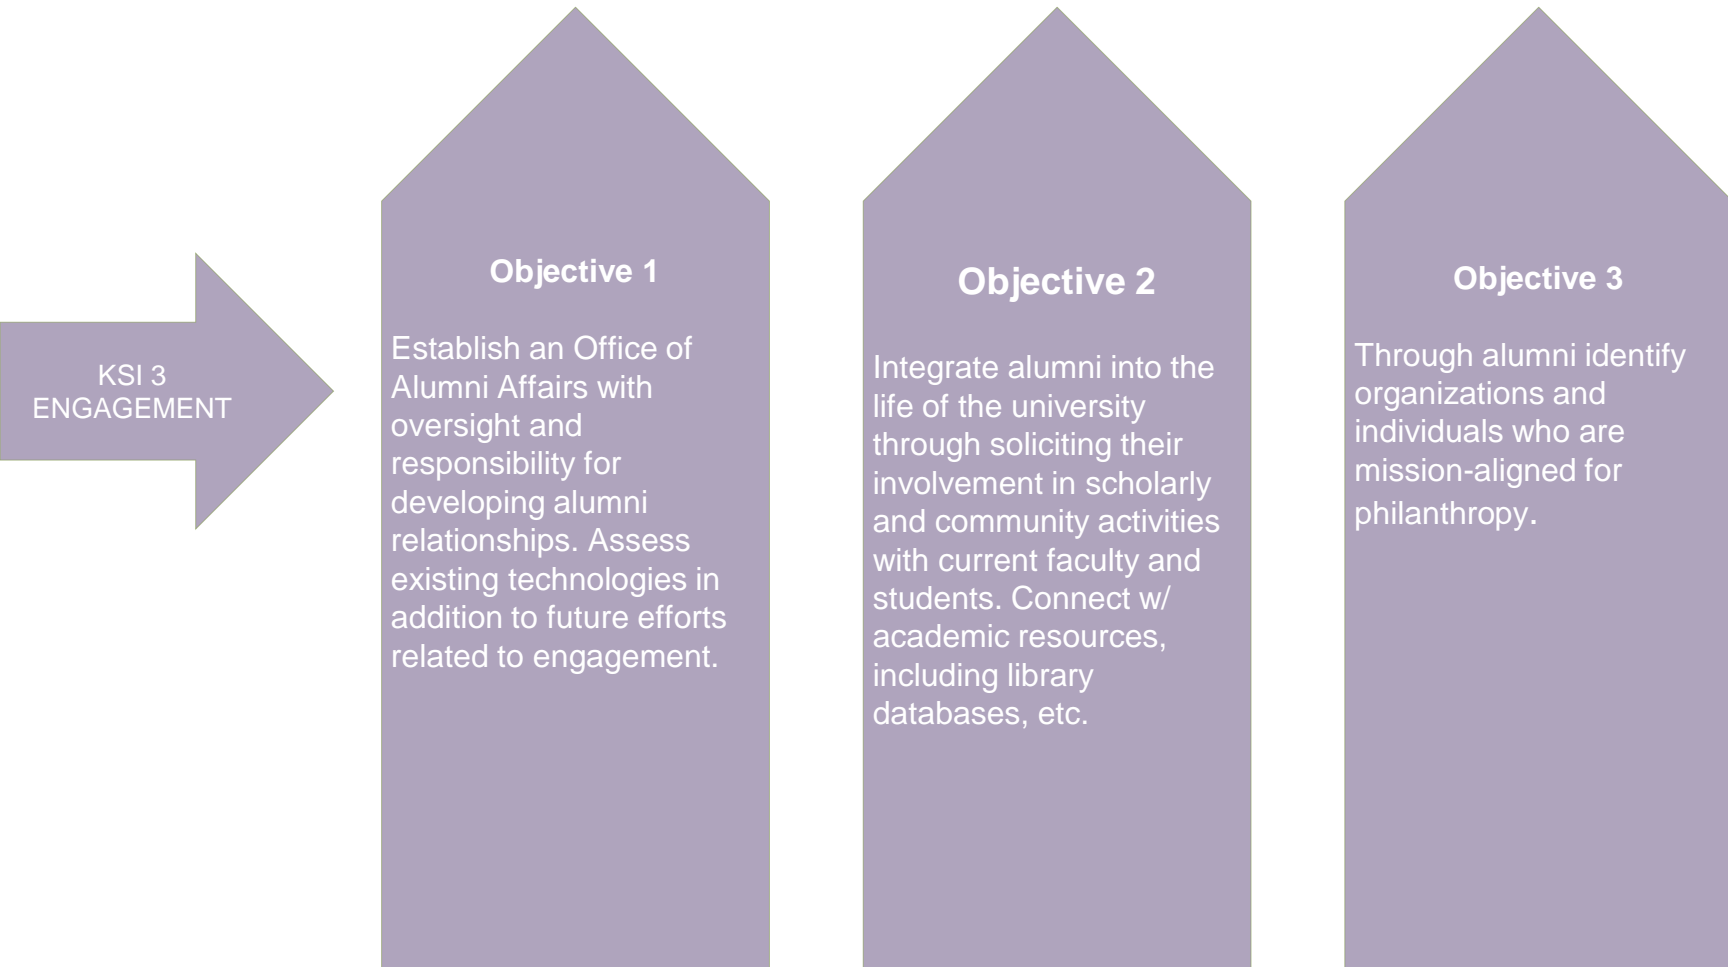 KSI 3
ENGAGEMENT
Objective 1
Establish an Office of
Alumni Affairs with
oversight and
responsibility for
developing alumni
relationships. Assess
existing technologies in
addition to future efforts
related to engagement.
Objective 2
Integrate alumni into the
life of the university
through soliciting their
involvement in scholarly
and community activities
with current faculty and
students. Connect w/
academic resources,
including library
databases, etc.
Objective 3
Through alumni identify
organizations and
individuals who are
mission-aligned for
philanthropy.